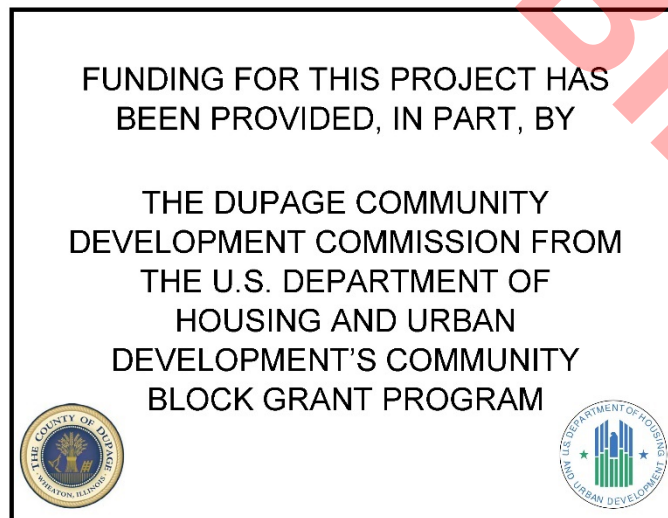 FUNDING FOR THIS PROJECT HAS
BEEN PROVIDED, IN PART, BY
THE DUPAGE COMMUNITY
DEVELOPMENT COMMISSION FROM
THE U.S. DEPARTMENT OF
HOUSING AND URBAN
DEVELOPMENT'S COMMUNITY
BLOCK GRANT PROGRAM
THE COUNTY OF DUPAGE
WHEATON, ILLINOIS
U.S. DEPARTMENT OF HOUSING
AND URBAN DEVELOPMENT